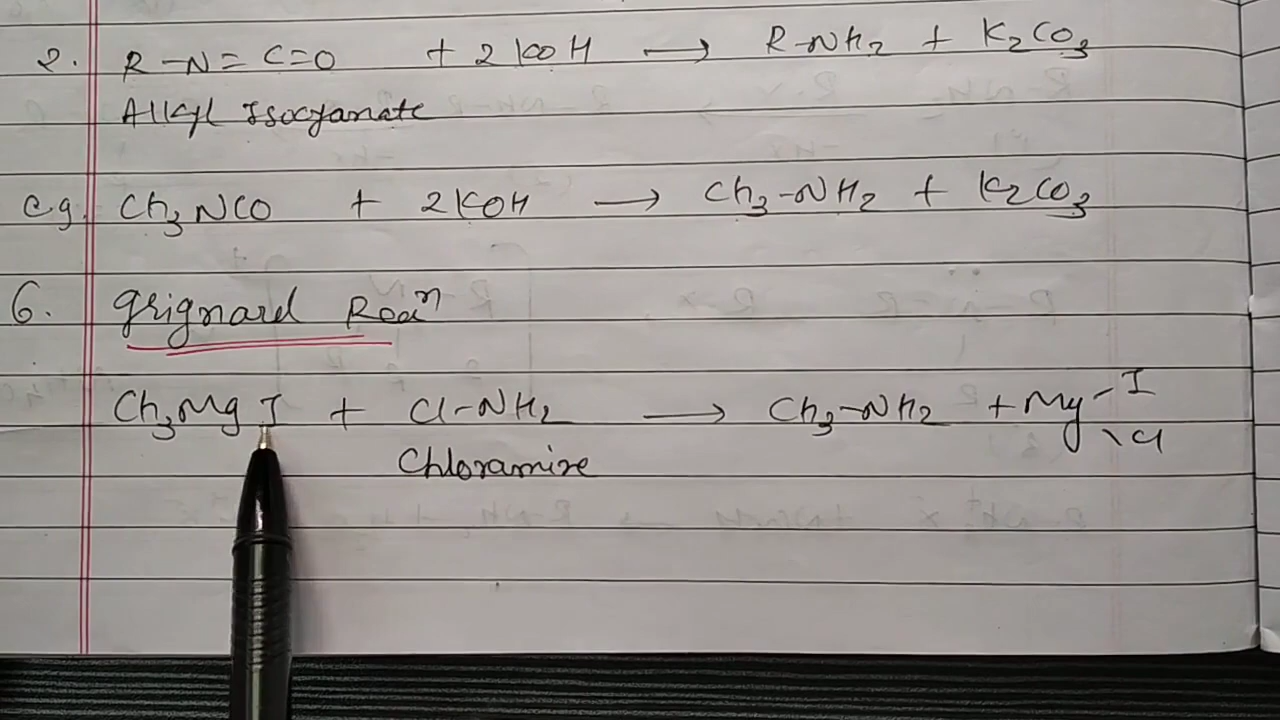 2. R-N=C=O + 2KOH → R-NH2 + K2CO3
Alkyl Isocyanate
e.g. CH3NCO + 2KOH → CH3-NH2 + K2CO3
6. Grignard Reaⁿ
CH3MgI + Cl-NH2 → CH3-NH2 + Mg-I
\Cl
Chloramine